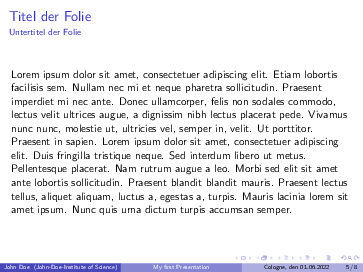 Titel der Folie
Untertitel der Folie
Lorem ipsum dolor sit amet, consectetuer adipiscing elit. Etiam lobortis
facilisis sem. Nullam nec mi et neque pharetra sollicitudin. Praesent
imperdiet mi nec ante. Donec ullamcorper, felis non sodales commodo,
lectus velit ultrices augue, a dignissim nibh lectus placerat pede. Vivamus
nunc nunc, molestie ut, ultricies vel, semper in, velit. Ut porttitor.
Praesent in sapien. Lorem ipsum dolor sit amet, consectetuer adipiscing
elit. Duis fringilla tristique neque. Sed interdum libero ut metus.
Pellentesque placerat. Nam rutrum augue a leo. Morbi sed elit sit amet
ante lobortis sollicitudin. Praesent blandit blandit mauris. Praesent lectus
tellus, aliquet aliquam, luctus a, egestas a, turpis. Mauris lacinia lorem sit
amet ipsum. Nunc quis urna dictum turpis accumsan semper.
John Doe (John-Doe-Institute of Science) My first Presentation Cologne, den 01.06.2022 5 / 6